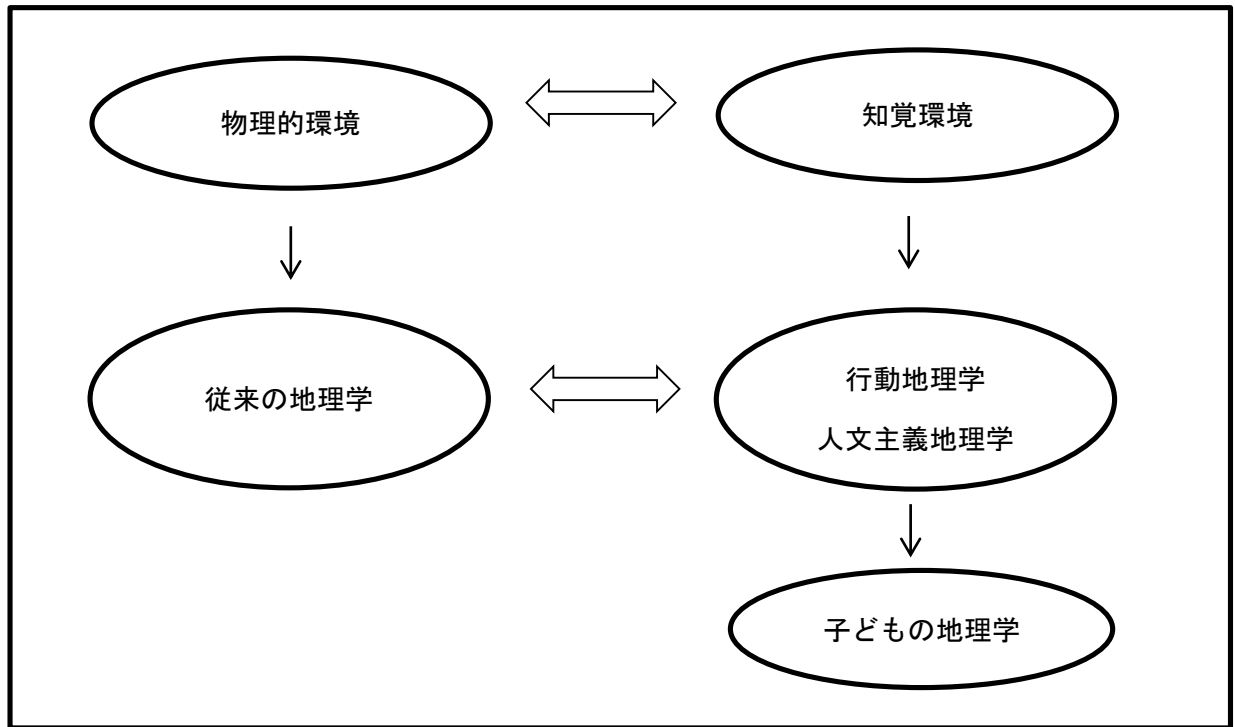 物理的環境
知覚環境
従来の地理学
行動地理学
人文主義地理学
子どもの地理学